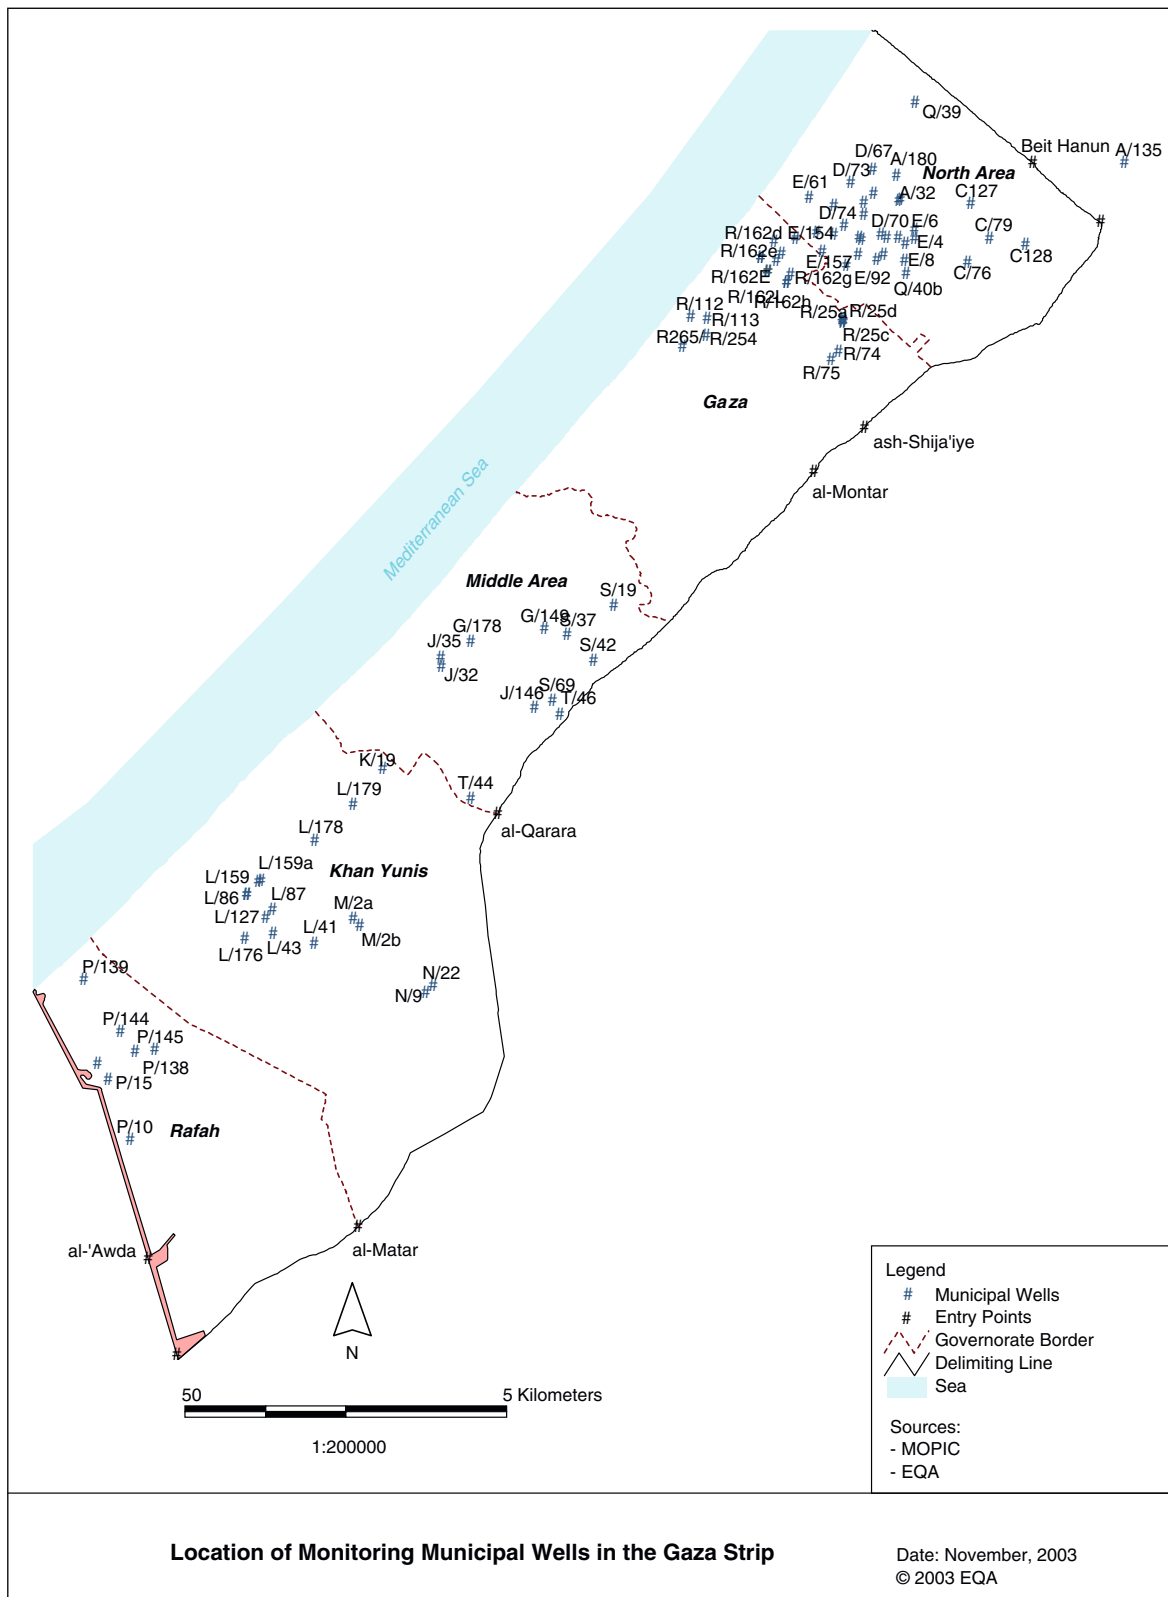 Q/39
Beit Hanun
A/135
D/67
A/180
D/73
North Area
E/61
A/32
C127
D/74
D/70
E/6
R/162d
E/154
E/4
C/79
C128
R/162e
E/157
E/8
C/76
R/162E
R/162g
E/92
Q/40b
R/162L
R/162h
R/112
R/113
R/25a
R/25d
R265/
R/254
R/25c
R/74
R/75
Gaza
ash-Shija'iye
al-Montar
Mediterranean Sea
Middle Area
S/19
G/149
S/37
G/178
J/35
S/42
J/32
S/69
J/146
T/46
K/19
T/44
L/179
al-Qarara
L/178
L/159a
Khan Yunis
L/159
L/86
L/87
M/2a
L/127
L/41
M/2b
L/43
L/176
P/139
N/22
N/9
P/144
P/145
P/138
P/15
P/10
Rafah
al-'Awda
al-Matar
N
50
5 Kilometers
1:200000
Legend
# Municipal Wells
# Entry Points
Governorate Border
Delimiting Line
Sea
Sources:
- MOPIC
- EQA
Location of Monitoring Municipal Wells in the Gaza Strip
Date: November, 2003
© 2003 EQA